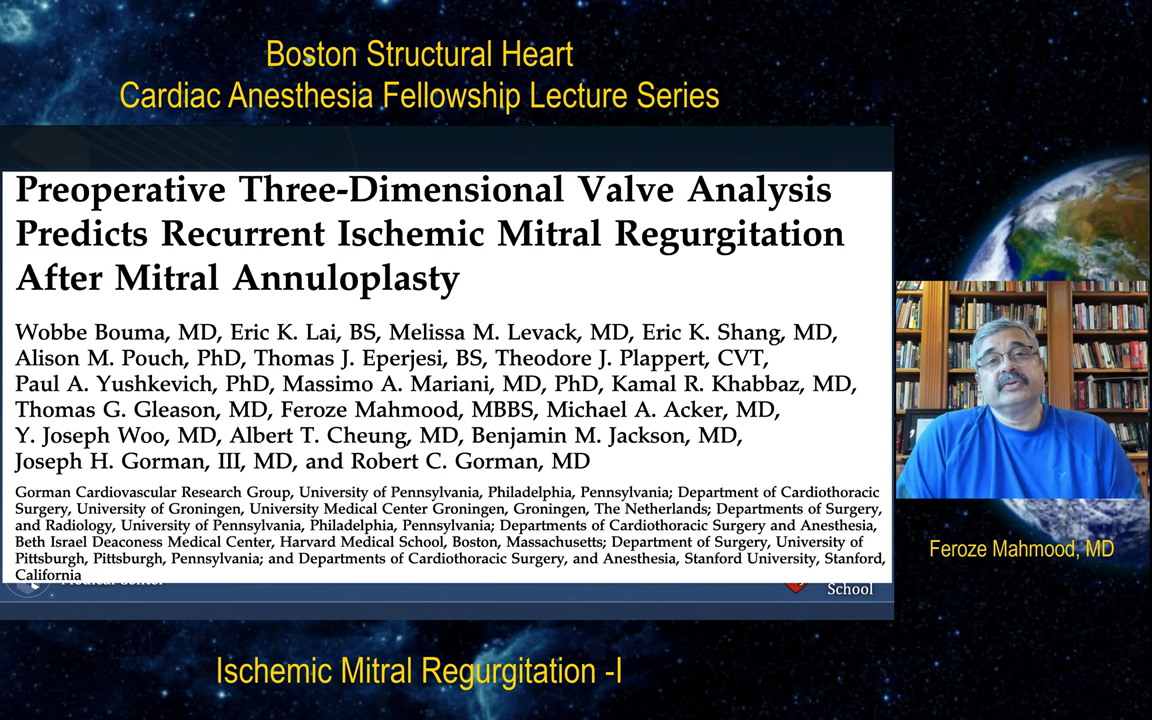 Boston Structural Heart
Cardiac Anesthesia Fellowship Lecture Series
Preoperative Three-Dimensional Valve Analysis
Predicts Recurrent Ischemic Mitral Regurgitation
After Mitral Annuloplasty
Wobbe Bouma, MD, Eric K. Lai, BS, Melissa M. Levack, MD, Eric K. Shang, MD,
Alison M. Pouch, PhD, Thomas J. Eperjesi, BS, Theodore J. Plappert, CVT,
Paul A. Yushkevich, PhD, Massimo A. Mariani, MD, PhD, Kamal R. Khabbaz, MD,
Thomas G. Gleason, MD, Feroze Mahmood, MBBS, Michael A. Acker, MD,
Y. Joseph Woo, MD, Albert T. Cheung, MD, Benjamin M. Jackson, MD,
Joseph H. Gorman, III, MD, and Robert C. Gorman, MD
Gorman Cardiovascular Research Group, University of Pennsylvania, Philadelphia, Pennsylvania; Department of Cardiothoracic
Surgery, University of Groningen, University Medical Center Groningen, Groningen, The Netherlands; Departments of Surgery,
and Radiology, University of Pennsylvania, Philadelphia, Pennsylvania; Departments of Cardiothoracic Surgery and Anesthesia,
Beth Israel Deaconess Medical Center, Harvard Medical School, Boston, Massachusetts; Department of Surgery, University of
Pittsburgh, Pittsburgh, Pennsylvania; and Departments of Cardiothoracic Surgery, and Anesthesia, Stanford University, Stanford,
California
School
Feroze Mahmood, MD
Ischemic Mitral Regurgitation -I